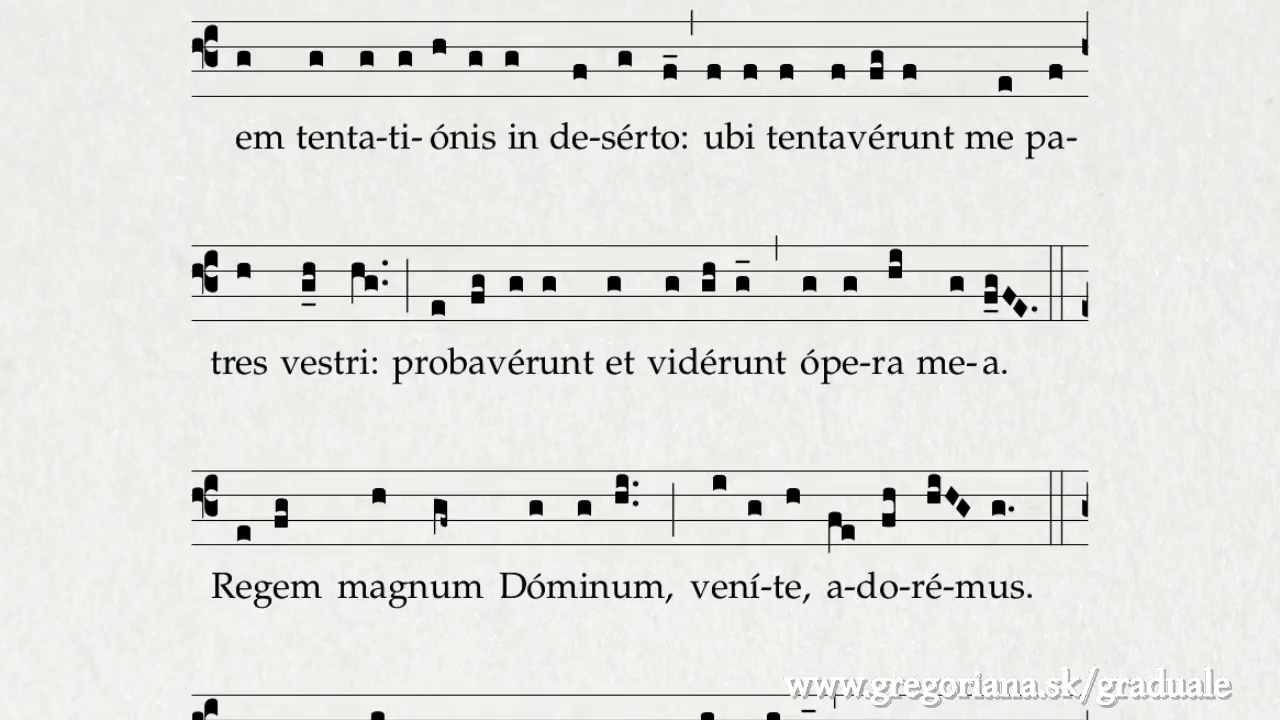 em tenta-ti-ónis in de-sérto: ubi tentavérunt me pa-
tres vestri: probavérunt et vidérunt ópe-ra me-a.
Regem magnum Dóminum, vení-te, a-do-ré-mus.
www.gregoriana.sk/graduale